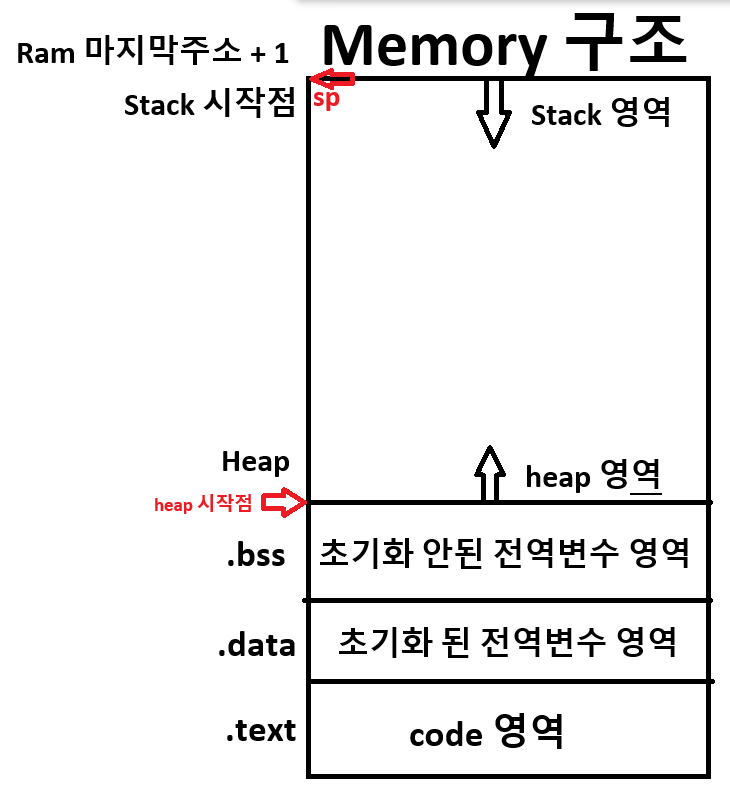 Memory 구조
Ram 마지막주소 + 1
Stack 시작점
sp
Stack 영역
Heap
heap 영역
heap 시작점
.bss 초기화 안된 전역변수 영역
.data 초기화 된 전역변수 영역
.text code 영역